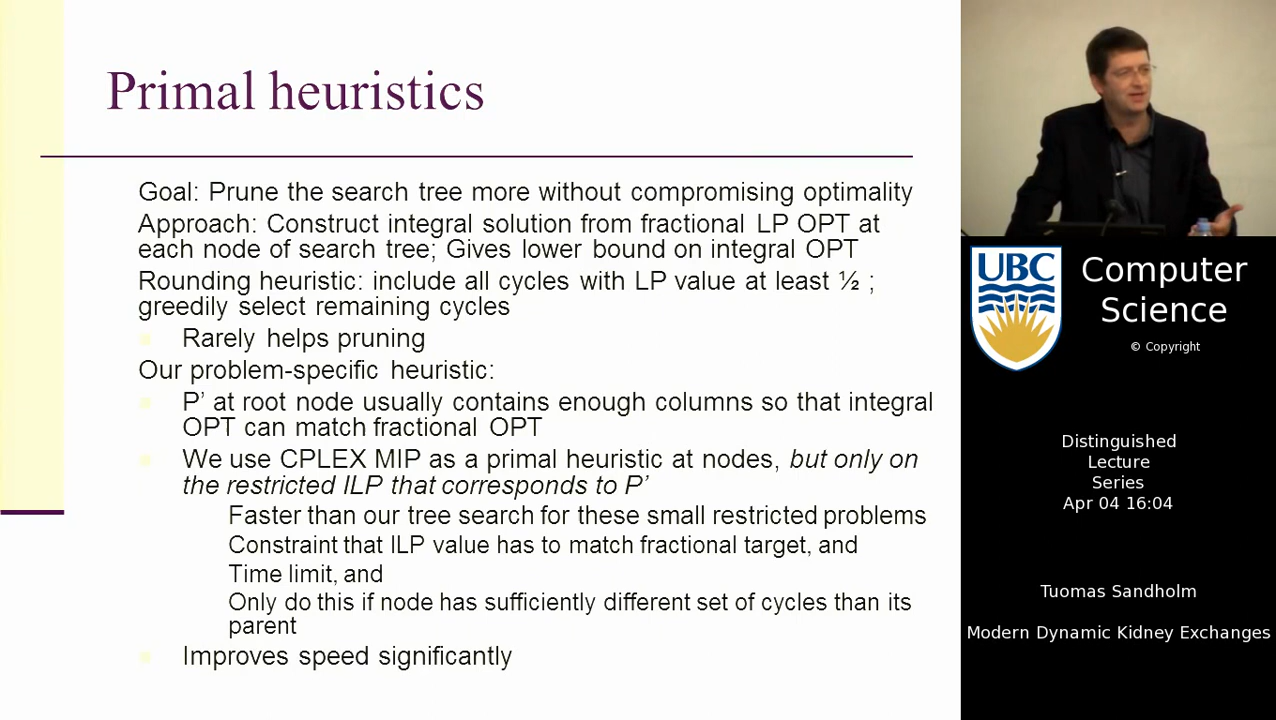 Primal heuristics
Goal: Prune the search tree more without compromising optimality
Approach: Construct integral solution from fractional LP OPT at
each node of search tree; Gives lower bound on integral OPT
Rounding heuristic: include all cycles with LP value at least ½ ;
greedily select remaining cycles
Rarely helps pruning
Our problem-specific heuristic:
P’ at root node usually contains enough columns so that integral
OPT can match fractional OPT
We use CPLEX MIP as a primal heuristic at nodes, but only on
the restricted ILP that corresponds to P’
Faster than our tree search for these small restricted problems
Constraint that ILP value has to match fractional target, and
Time limit, and
Only do this if node has sufficiently different set of cycles than its
parent
Improves speed significantly
UBC
Computer
Science
© Copyright
Distinguished
Lecture
Series
Apr 04 16:04
Tuomas Sandholm
Modern Dynamic Kidney Exchanges